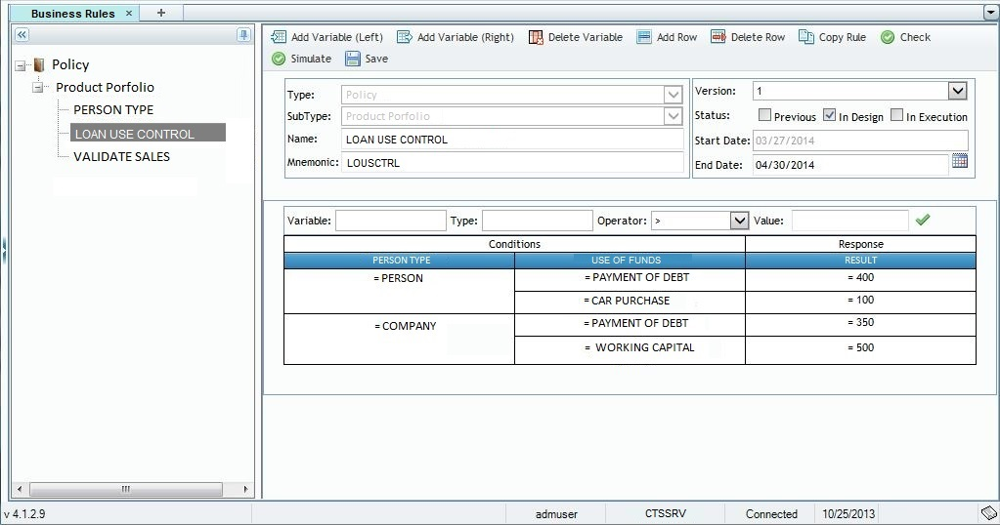 Business Rules × +
Add Variable (Left) Add Variable (Right) Delete Variable Add Row Delete Row Copy Rule Check
Simulate Save
Policy
Product Porfolio
PERSON TYPE
LOAN USE CONTROL
VALIDATE SALES
Type: Policy
SubType: Product Porfolio
Name: LOAN USE CONTROL
Mnemonic: LOUSCTRL
Version: 1
Status: Previous In Design In Execution
Start Date: 03/27/2014
End Date: 04/30/2014
Variable: Type: Operator: > Value:
Conditions Response
PERSON TYPE USE OF FUNDS RESULT
= PERSON = PAYMENT OF DEBT = 400
= CAR PURCHASE = 100
= COMPANY = PAYMENT OF DEBT = 350
= WORKING CAPITAL = 500
v 4.1.2.9 admuser CTSSRV Connected 10/25/2013